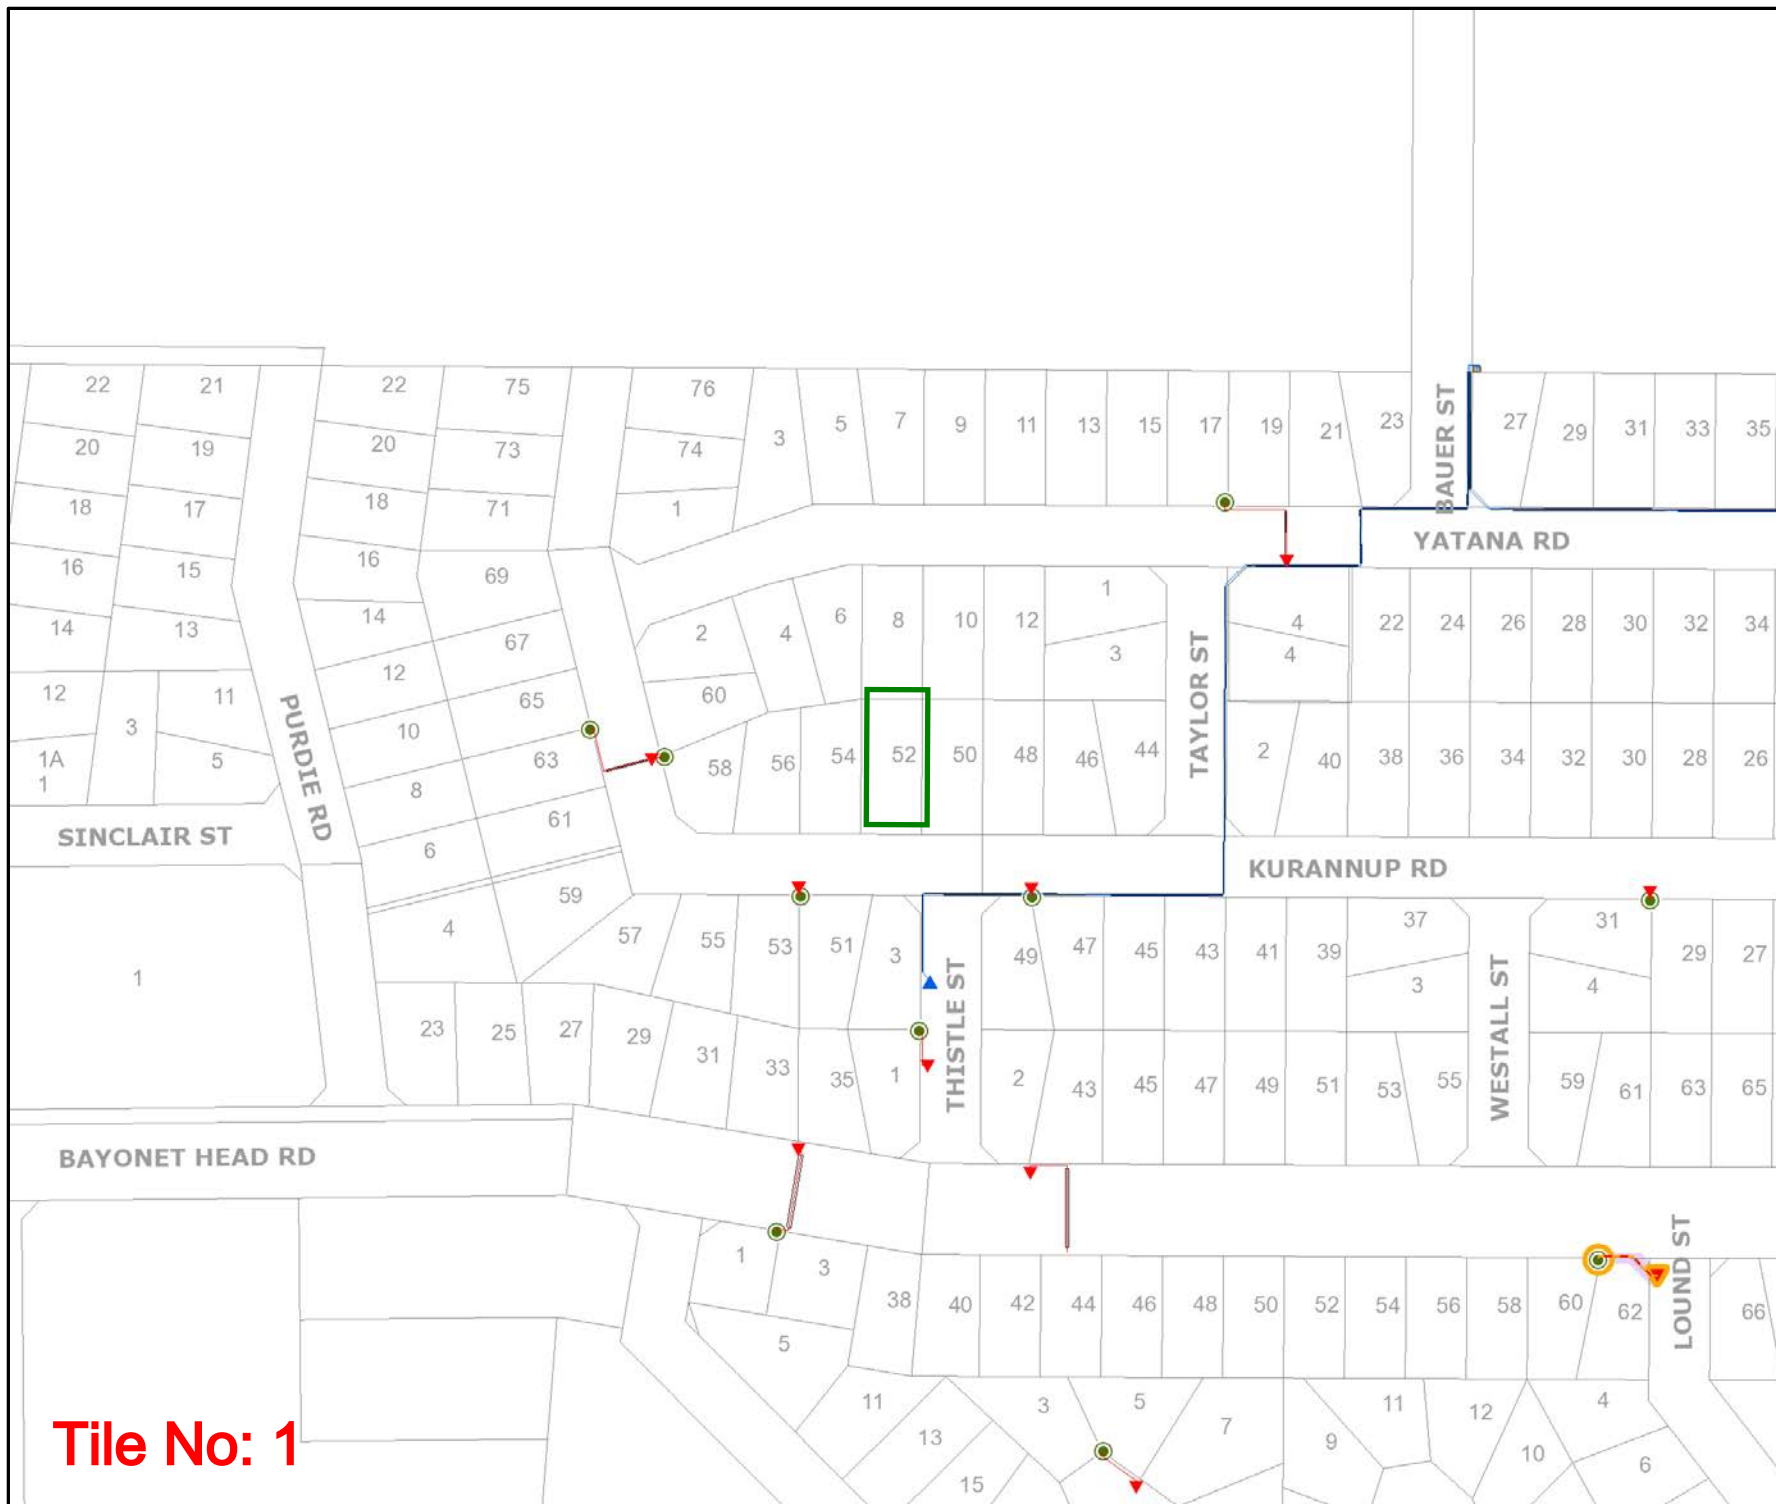 22 21 22 75 76
20 19 20 73 74 3 5 7 9 11 13 15 17 19 21 23 BAUER ST 27 29 31 33 35
18 17 18 71 1
YATANA RD
16 15 16 69 1
14 13 14 67 2 4 6 8 10 12 3 TAYLOR ST 4 22 24 26 28 30 32 34
4
12 11 12 65 60
3 10 PURDIE RD
1A 5 63 58 56 54 52 50 48 46 44 2 40 38 36 34 32 30 28 26
1 8
SINCLAIR ST 61
6 KURANNUP RD
59
4 57 55 53 51 3 49 47 45 43 41 39 37 31 29 27
1 3 4
THISTLE ST WESTALL ST
23 25 27 29 31 33 35 1 2 43 45 47 49 51 53 55 59 61 63 65
BAYONET HEAD RD
1 3 LOUND ST
38 40 42 44 46 48 50 52 54 56 58 60 62 66
5
11 3 5 11 12 4
13 7 9 10 6
Tile No: 1
15